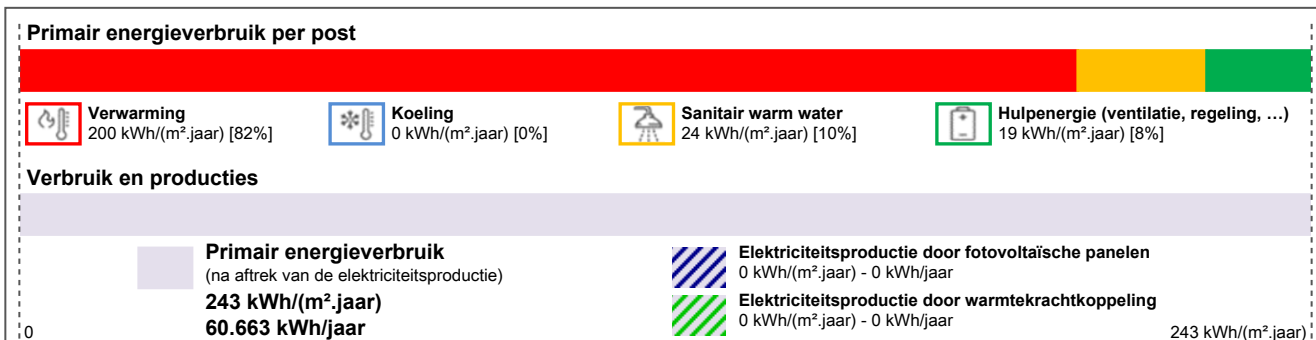 Primair energieverbruik per post
Verwarming
200 kWh/(m².jaar) [82%]
Koeling
0 kWh/(m².jaar) [0%]
Sanitair warm water
24 kWh/(m².jaar) [10%]
Hulpenergie (ventilatie, regeling, …)
19 kWh/(m².jaar) [8%]
Verbruik en producties
Primair energieverbruik
(na aftrek van de elektriciteitsproductie)
243 kWh/(m².jaar)
60.663 kWh/jaar
Elektriciteitsproductie door fotovoltaïsche panelen
0 kWh/(m².jaar) - 0 kWh/jaar
Elektriciteitsproductie door warmtekrachtkoppeling
0 kWh/(m².jaar) - 0 kWh/jaar
0
243 kWh/(m².jaar)